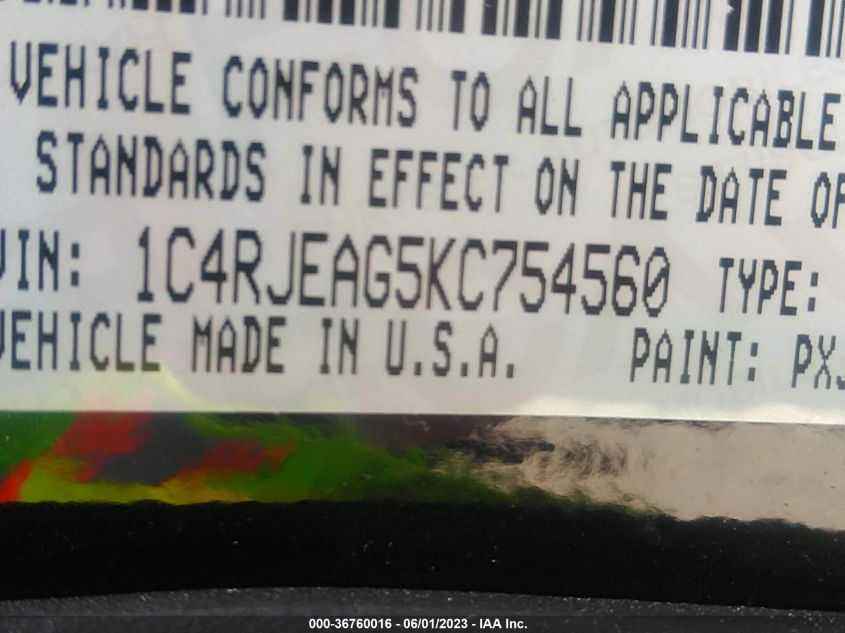 VEHICLE CONFORMS TO ALL APPLICABLE
STANDARDS IN EFFECT ON THE DATE OF
VIN: 1C4RJEAG5KC754560 TYPE:
VEHICLE MADE IN U.S.A. PAINT: PXJ
000-36760016 - 06/01/2023 - IAA Inc.